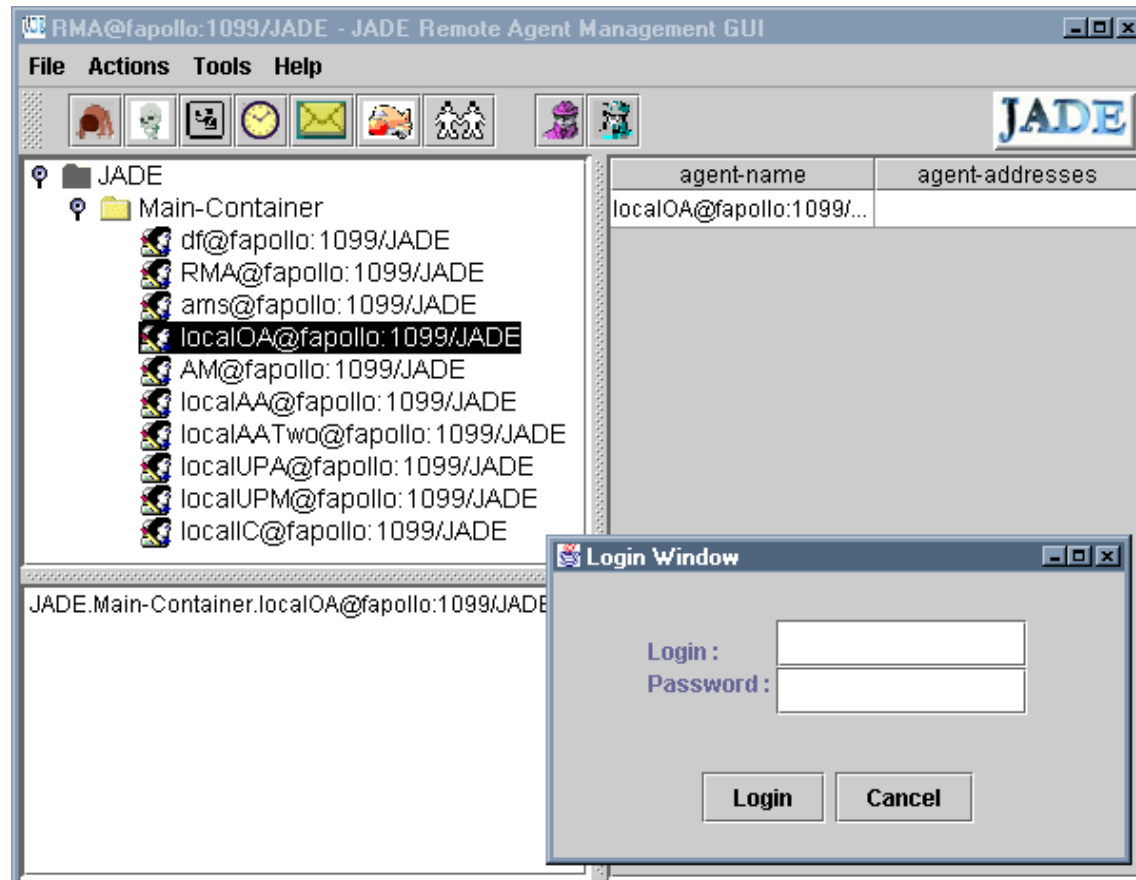 RMA@fapollo:1099/JADE - JADE Remote Agent Management GUI
File Actions Tools Help
JADE
JADE
Main-Container
df@fapollo:1099/JADE
RMA@fapollo:1099/JADE
ams@fapollo:1099/JADE
localOA@fapollo:1099/JADE
AM@fapollo:1099/JADE
localAA@fapollo:1099/JADE
localAATwo@fapollo:1099/JADE
localUPA@fapollo:1099/JADE
localUPM@fapollo:1099/JADE
localIC@fapollo:1099/JADE
agent-name agent-addresses
localOA@fapollo:1099/...
JADE.Main-Container.localOA@fapollo:1099/JADE
Login Window
Login :
Password :
Login Cancel